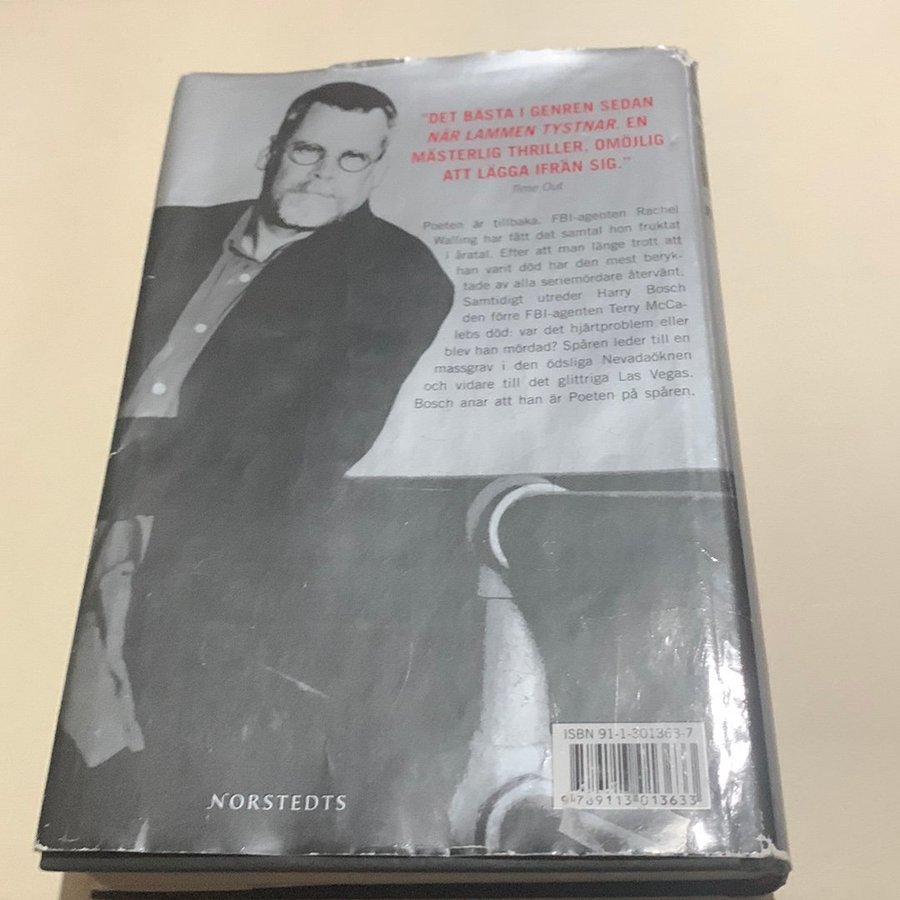 "DET BÄSTA I GENREN SEDAN
NÄR LAMMEN TYSTNAR. EN
MÄSTERLIG THRILLER, OMÖJLIG
ATT LÄGGA IFRÅN SIG."
Time Out
Poeten är tillbaka. FBI-agenten Rachel
Walling har fått det samtal hon fruktat
i åratal. Efter att man länge trott att
han varit död har den mest beryk-
tade av alla seriemördare återvänt.
Samtidigt utreder Harry Bosch
den förre FBI-agenten Terry McCa-
lebs död: var det hjärtproblem eller
blev han mördad? Spåren leder till en
massgrav i den ödsliga Nevadaöknen
och vidare till det glittriga Las Vegas.
Bosch anar att han är Poeten på spåren.
ISBN 91-1-301363-7
9 789113 013633
NORSTEDTS